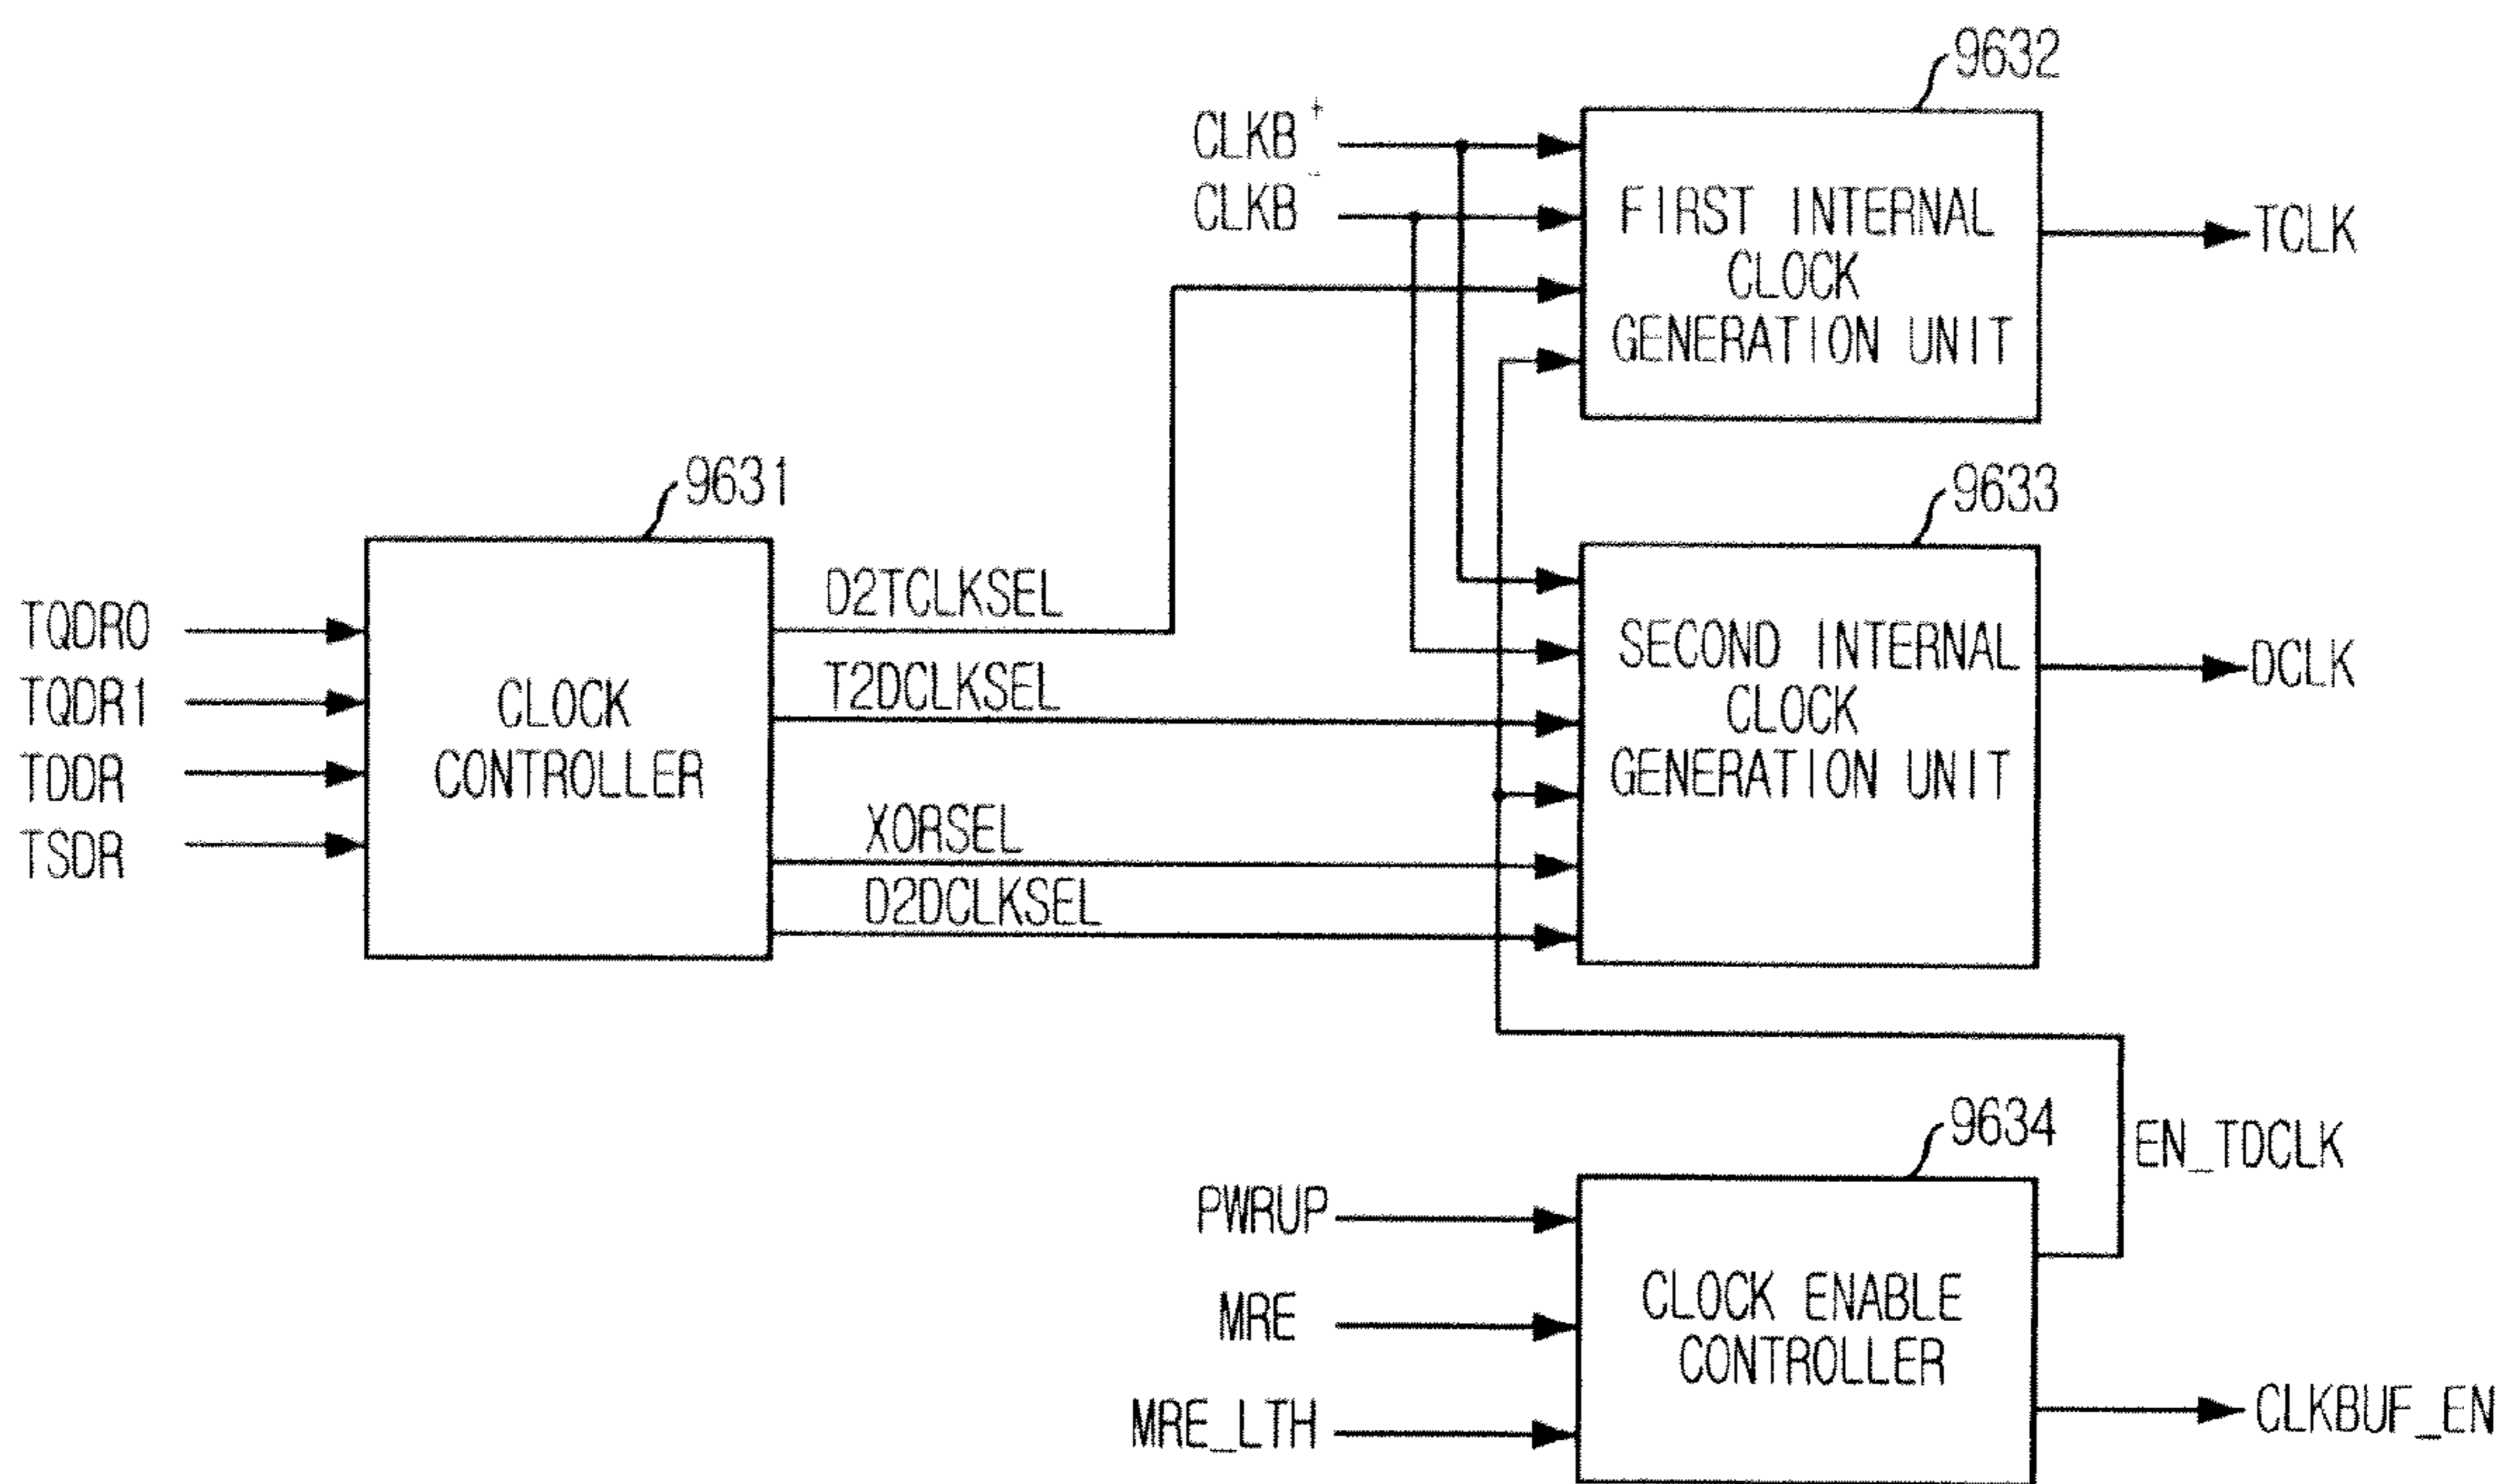 9632
CLKB+
CLKB-
FIRST INTERNAL
CLOCK
GENERATION UNIT
TCLK
9631
9633
TQDR0
TQDR1
TDDR
TSDR
CLOCK
CONTROLLER
D2TCLKSEL
T2DCLKSEL
XORSEL
D2DCLKSEL
SECOND INTERNAL
CLOCK
GENERATION UNIT
DCLK
9634
EN_TDCLK
PWRUP
MRE
MRE_LTH
CLOCK ENABLE
CONTROLLER
CLKBUF_EN